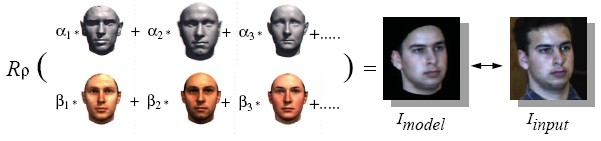 α1 * + α2 * + α3 * +.....
Rρ ( ) =
β1 * + β2 * + β3 * +.....
Imodel Iinput